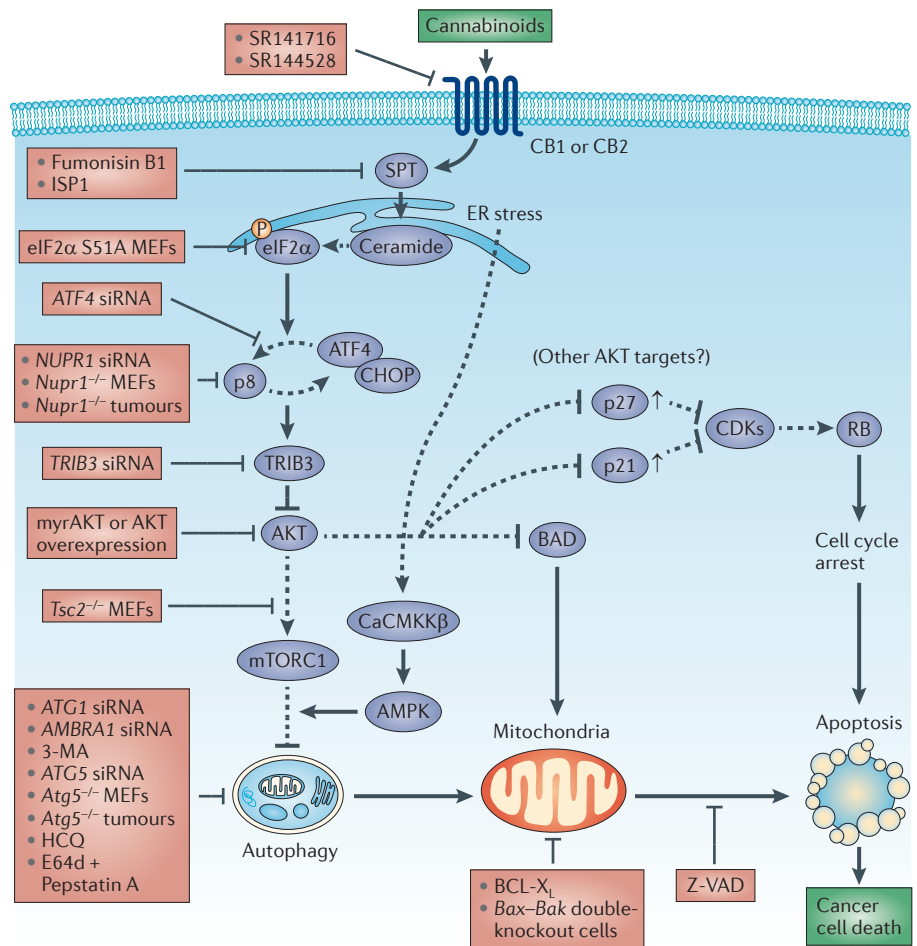 Cannabinoids
• SR141716
• SR144528
CB1 or CB2
• Fumonisin B1
• ISP1
SPT
ER stress
P
eIF2α S51A MEFs
eIF2α
Ceramide
ATF4 siRNA
ATF4
CHOP
(Other AKT targets?)
• NUPR1 siRNA
• Nupr1⁻/⁻ MEFs
• Nupr1⁻/⁻ tumours
p8
p27 ↑
CDKs
RB
TRIB3 siRNA
TRIB3
p21 ↑
myrAKT or AKT
overexpression
AKT
BAD
Cell cycle
arrest
Tsc2⁻/⁻ MEFs
CaCMKKβ
mTORC1
AMPK
Mitochondria
Apoptosis
• ATG1 siRNA
• AMBRA1 siRNA
• 3-MA
• ATG5 siRNA
• Atg5⁻/⁻ MEFs
• Atg5⁻/⁻ tumours
• HCQ
• E64d +
Pepstatin A
Autophagy
• BCL-X_L
• Bax–Bak double-
knockout cells
Z-VAD
Cancer
cell death